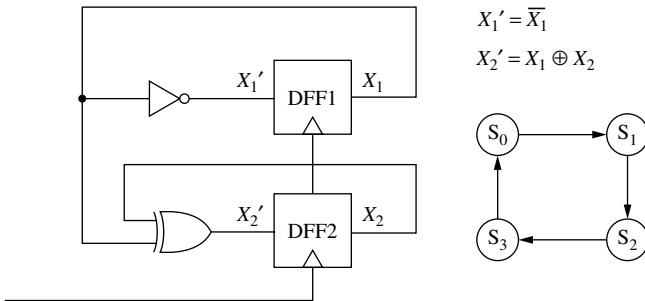 X₁′ = X̅₁
X₂′ = X₁ ⊕ X₂
X₁′ DFF1 X₁
X₂′ DFF2 X₂
S₀ S₁
S₃ S₂